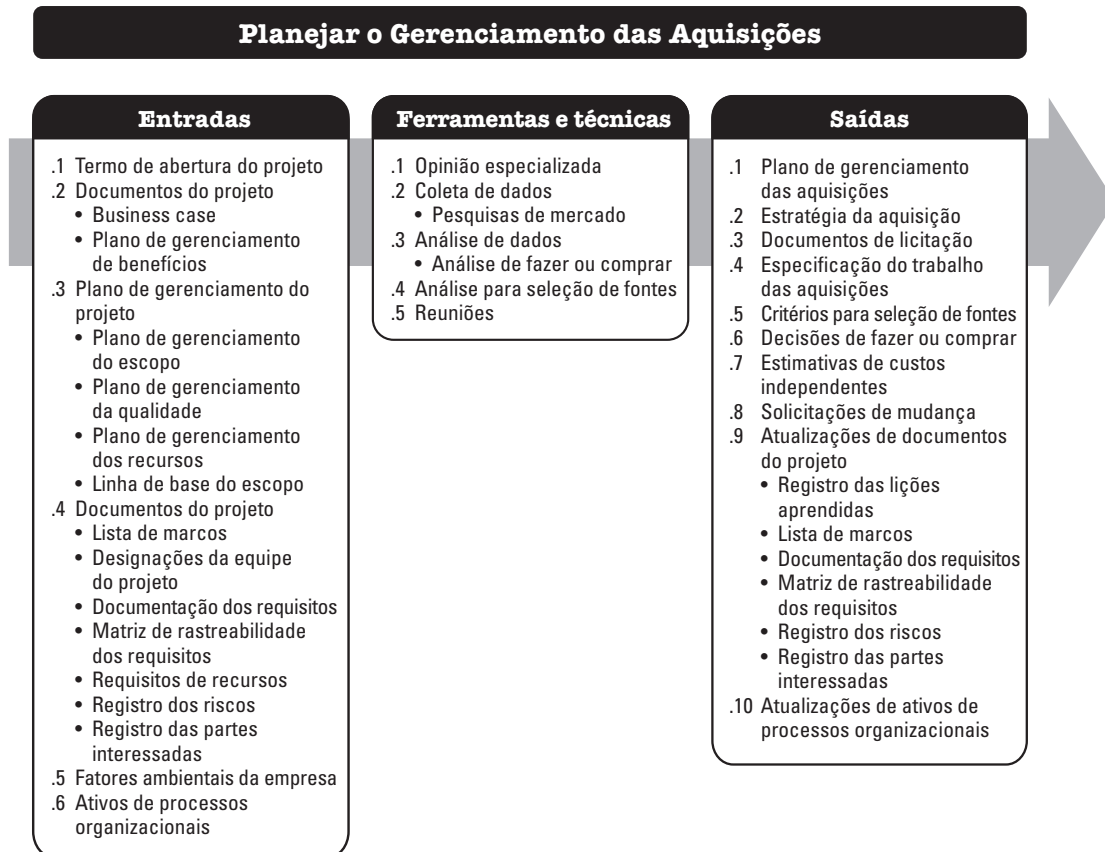 Planejar o Gerenciamento das Aquisições
Entradas
.1 Termo de abertura do projeto
.2 Documentos do projeto
• Business case
• Plano de gerenciamento
de benefícios
.3 Plano de gerenciamento do
projeto
• Plano de gerenciamento
do escopo
• Plano de gerenciamento
da qualidade
• Plano de gerenciamento
dos recursos
• Linha de base do escopo
.4 Documentos do projeto
• Lista de marcos
• Designações da equipe
do projeto
• Documentação dos requisitos
• Matriz de rastreabilidade
dos requisitos
• Requisitos de recursos
• Registro dos riscos
• Registro das partes
interessadas
.5 Fatores ambientais da empresa
.6 Ativos de processos
organizacionais
Ferramentas e técnicas
.1 Opinião especializada
.2 Coleta de dados
• Pesquisas de mercado
.3 Análise de dados
• Análise de fazer ou comprar
.4 Análise para seleção de fontes
.5 Reuniões
Saídas
.1 Plano de gerenciamento
das aquisições
.2 Estratégia da aquisição
.3 Documentos de licitação
.4 Especificação do trabalho
das aquisições
.5 Critérios para seleção de fontes
.6 Decisões de fazer ou comprar
.7 Estimativas de custos
independentes
.8 Solicitações de mudança
.9 Atualizações de documentos
do projeto
• Registro das lições
aprendidas
• Lista de marcos
• Documentação dos requisitos
• Matriz de rastreabilidade
dos requisitos
• Registro dos riscos
• Registro das partes
interessadas
.10 Atualizações de ativos de
processos organizacionais